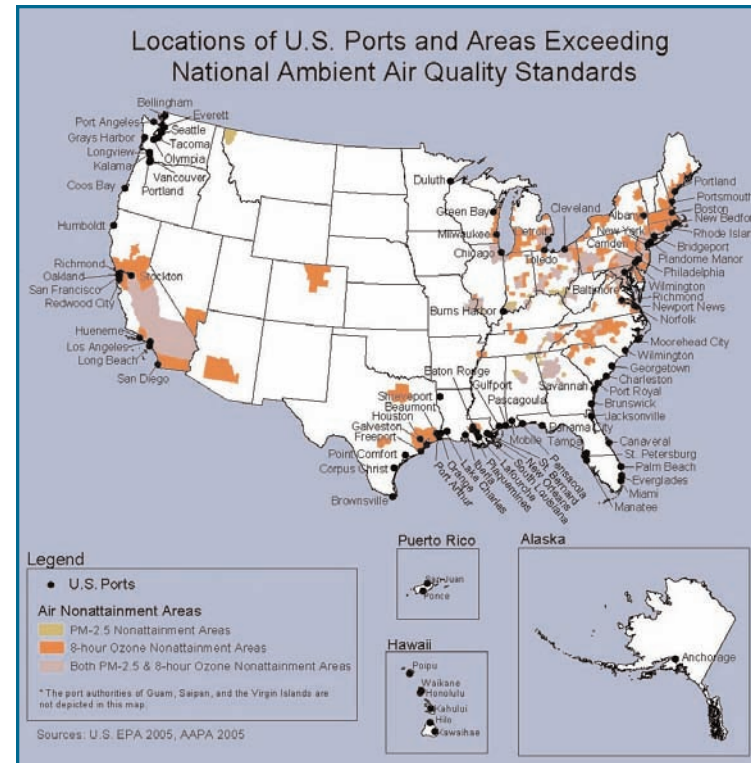 Locations of U.S. Ports and Areas Exceeding
National Ambient Air Quality Standards
Bellingham
Everett
Port Angeles
Seattle
Grays Harbor
Tacoma
Longview
Olympia
Kalama
Vancouver
Portland
Coos Bay
Humboldt
Richmond
Oakland
Stockton
San Francisco
Redwood City
Hueneme
Los Angeles
Long Beach
San Diego
Duluth
Green Bay
Milwaukee
Chicago
Detroit
Toledo
Cleveland
Burns Harbor
Portland
Portsmouth
Boston
New Bedford
Rhode Island
Alban
New York
Camden
Bridgeport
Plandome Manor
Philadelphia
Wilmington
Baltimore
Richmond
Newport News
Norfolk
Moorehead City
Wilmington
Georgetown
Charleston
Port Royal
Savannah
Brunswick
Jacksonville
Canaveral
St. Petersburg
Palm Beach
Everglades
Miami
Manatee
Tampa
Panama City
Pensacola
Mobile
Pascagoula
Gulfport
St. Bernard
New Orleans
South Louisiana
Plaquemines
Lafourche
Iberia
Eaton Rouge
Lake Charles
Orange
Port Arthur
Shreveport
Beaumont
Houston
Galveston
Freeport
Point Comfort
Corpus Christ
Brownsville
Legend
U.S. Ports
Air Nonattainment Areas
PM-2.5 Nonattainment Areas
8-hour Ozone Nonattainment Areas
Both PM-2.5 & 8-hour Ozone Nonattainment Areas
* The port authorities of Guam, Saipan, and the Virgin Islands are
not depicted in this map.
Sources: U.S. EPA 2005, AAPA 2005
Puerto Rico
San Juan
Ponce
Hawaii
Poipu
Waikane
Honolulu
Kahului
Hilo
Kawaihae
Alaska
Anchorage